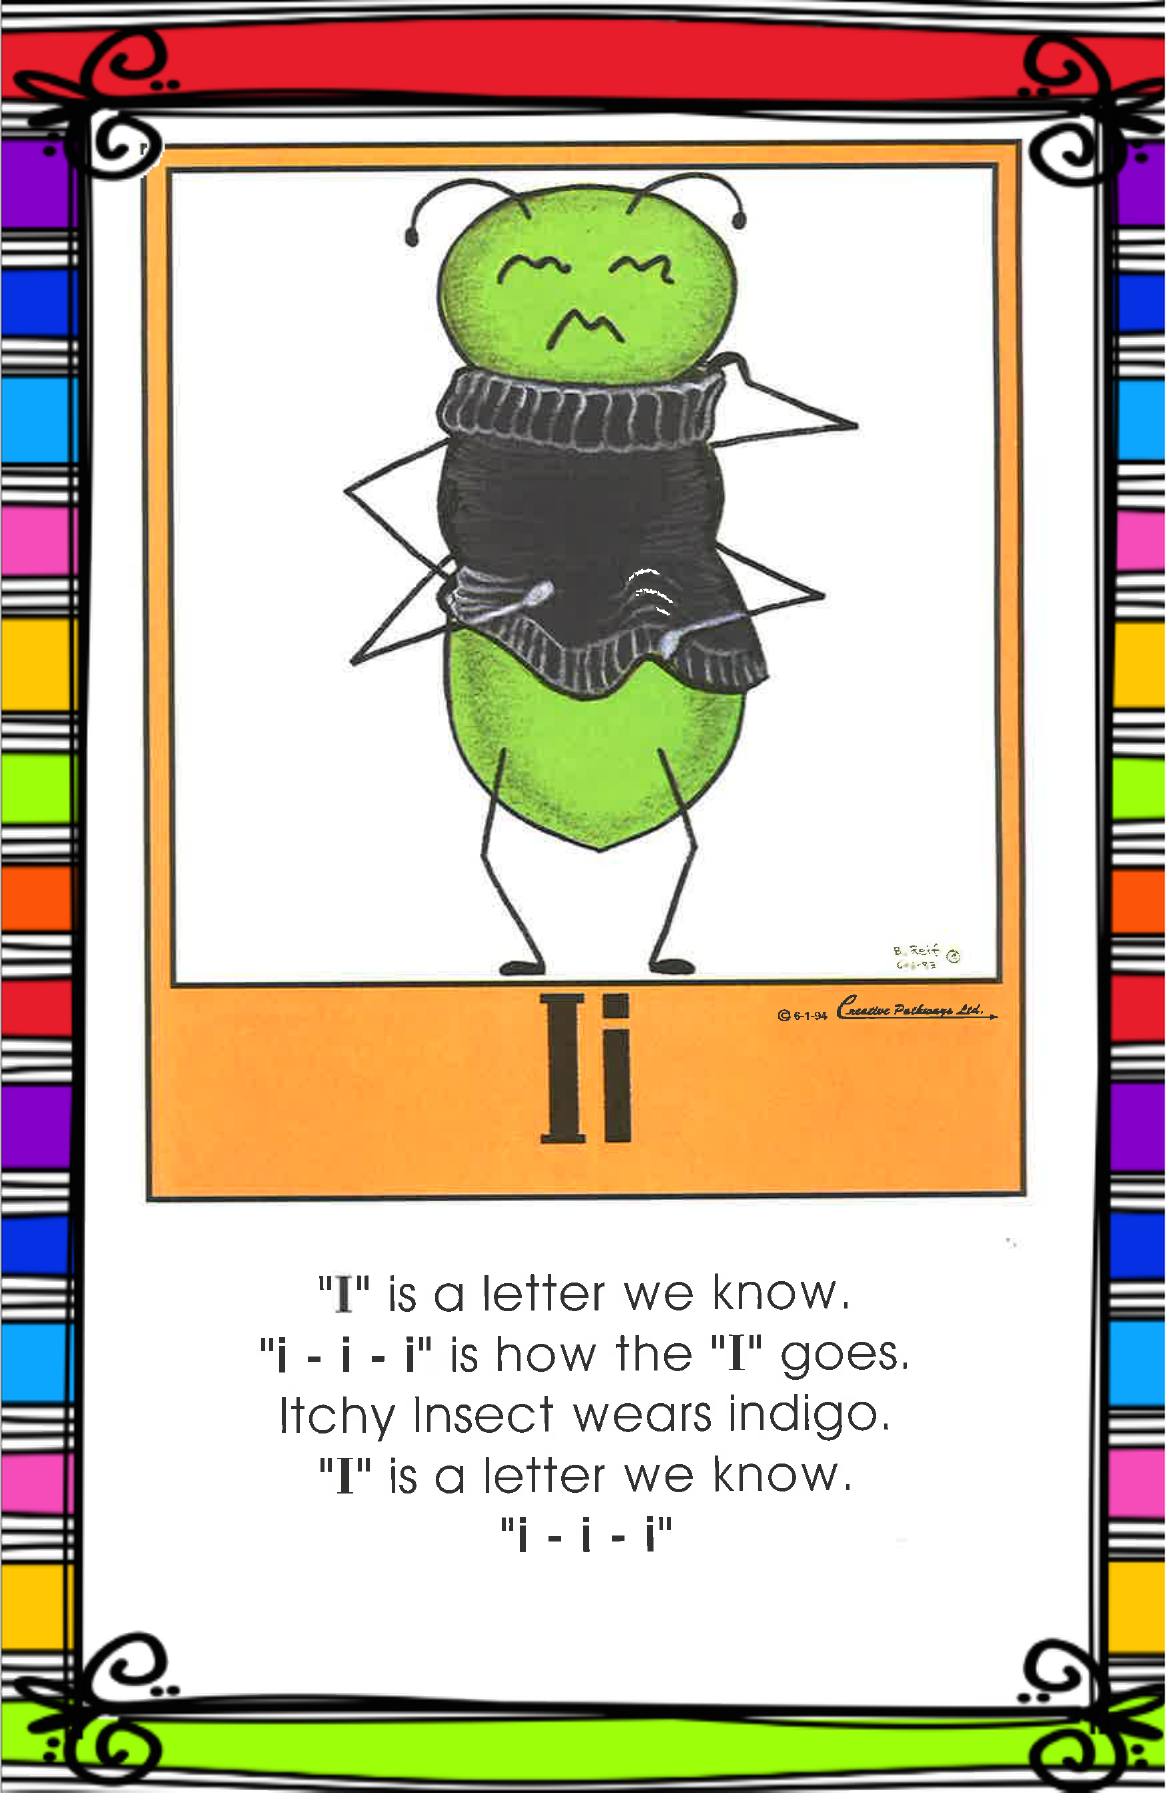 B. Reif ©
© 6-1-94 Creative Pathways Ltd.
Ii
"I" is a letter we know.
"i - i - i" is how the "I" goes.
Itchy Insect wears indigo.
"I" is a letter we know.
"i - i - i"